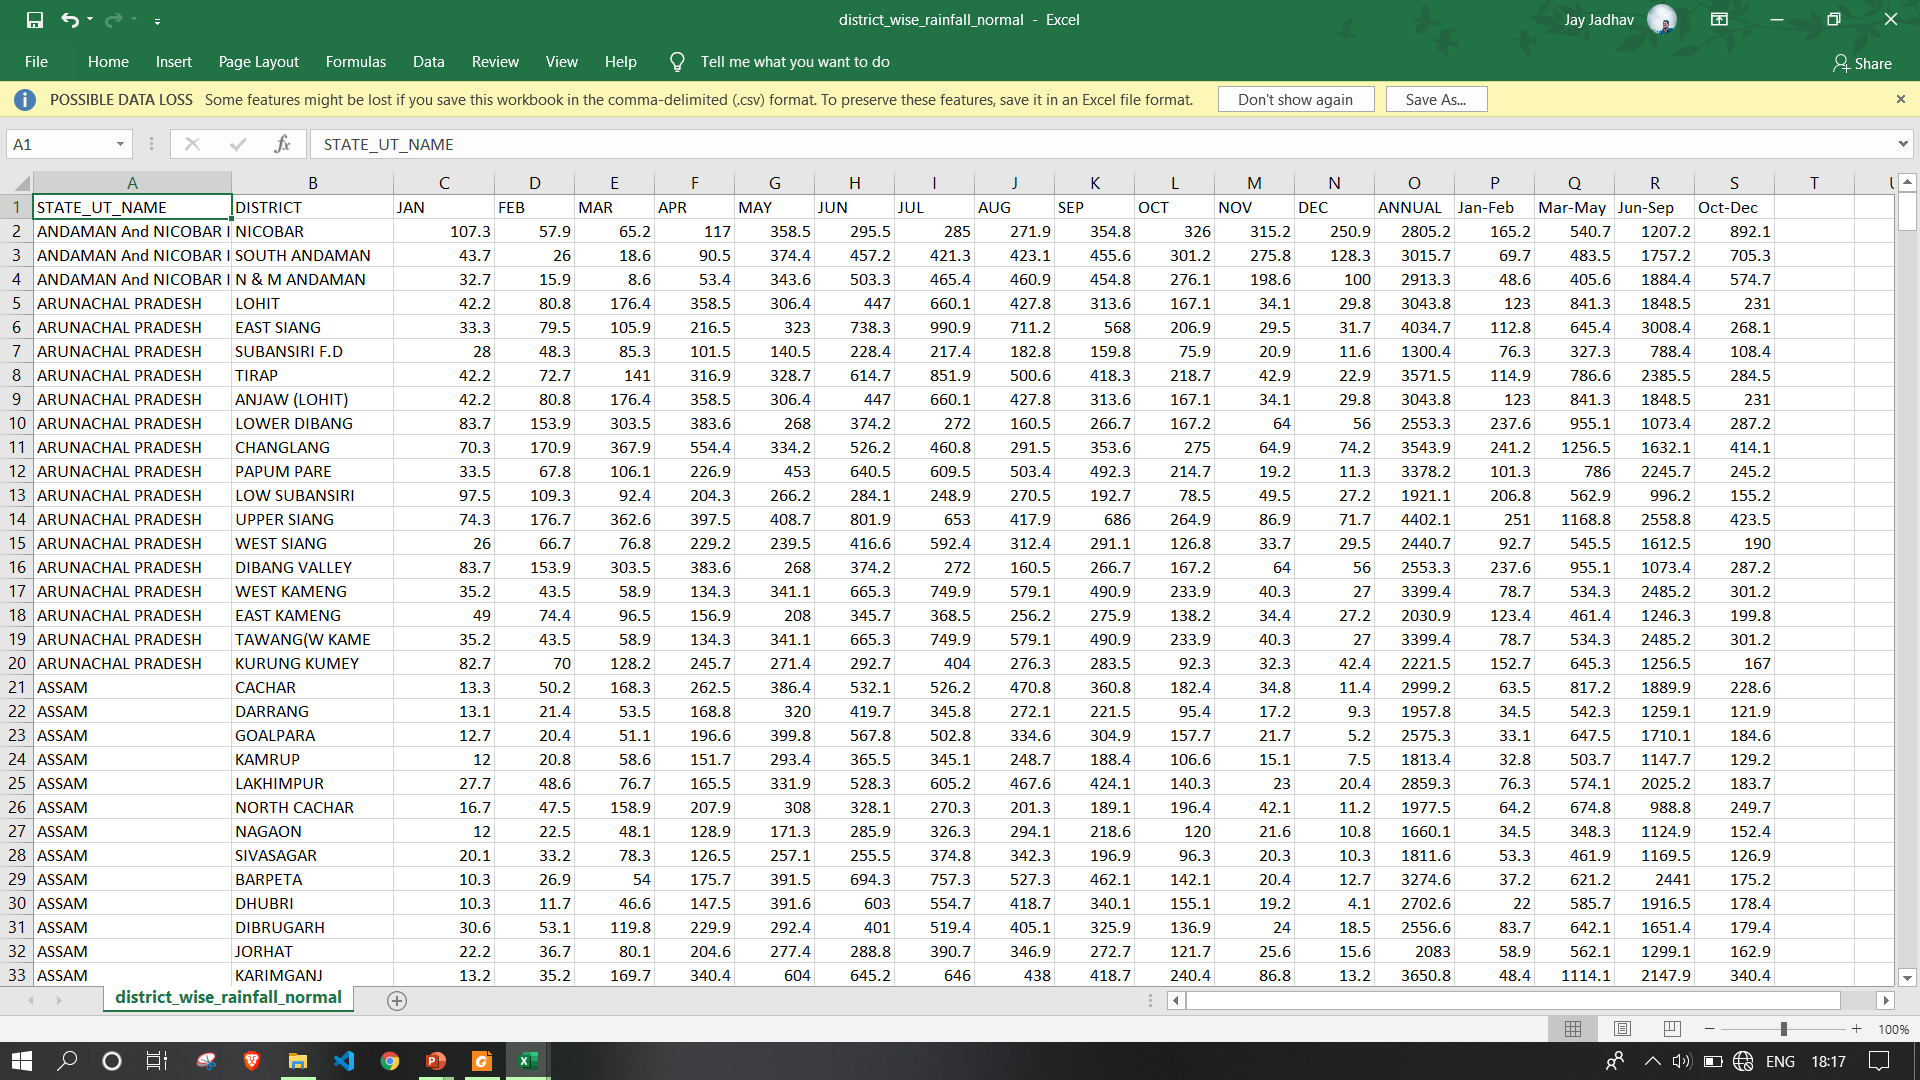 district_wise_rainfall_normal - Excel
Jay Jadhav
File Home Insert Page Layout Formulas Data Review View Help Tell me what you want to do Share
POSSIBLE DATA LOSS Some features might be lost if you save this workbook in the comma-delimited (.csv) format. To preserve these features, save it in an Excel file format. Don't show again Save As...
A1 fx STATE_UT_NAME
A B C D E F G H I J K L M N O P Q R S T
1 STATE_UT_NAME DISTRICT JAN FEB MAR APR MAY JUN JUL AUG SEP OCT NOV DEC ANNUAL Jan-Feb Mar-May Jun-Sep Oct-Dec
2 ANDAMAN And NICOBAR I NICOBAR 107.3 57.9 65.2 117 358.5 295.5 285 271.9 354.8 326 315.2 250.9 2805.2 165.2 540.7 1207.2 892.1
3 ANDAMAN And NICOBAR I SOUTH ANDAMAN 43.7 26 18.6 90.5 374.4 457.2 421.3 423.1 455.6 301.2 275.8 128.3 3015.7 69.7 483.5 1757.2 705.3
4 ANDAMAN And NICOBAR I N & M ANDAMAN 32.7 15.9 8.6 53.4 343.6 503.3 465.4 460.9 454.8 276.1 198.6 100 2913.3 48.6 405.6 1884.4 574.7
5 ARUNACHAL PRADESH LOHIT 42.2 80.8 176.4 358.5 306.4 447 660.1 427.8 313.6 167.1 34.1 29.8 3043.8 123 841.3 1848.5 231
6 ARUNACHAL PRADESH EAST SIANG 33.3 79.5 105.9 216.5 323 738.3 990.9 711.2 568 206.9 29.5 31.7 4034.7 112.8 645.4 3008.4 268.1
7 ARUNACHAL PRADESH SUBANSIRI F.D 28 48.3 85.3 101.5 140.5 228.4 217.4 182.8 159.8 75.9 20.9 11.6 1300.4 76.3 327.3 788.4 108.4
8 ARUNACHAL PRADESH TIRAP 42.2 72.7 141 316.9 328.7 614.7 851.9 500.6 418.3 218.7 42.9 22.9 3571.5 114.9 786.6 2385.5 284.5
9 ARUNACHAL PRADESH ANJAW (LOHIT) 42.2 80.8 176.4 358.5 306.4 447 660.1 427.8 313.6 167.1 34.1 29.8 3043.8 123 841.3 1848.5 231
10 ARUNACHAL PRADESH LOWER DIBANG 83.7 153.9 303.5 383.6 268 374.2 272 160.5 266.7 167.2 64 56 2553.3 237.6 955.1 1073.4 287.2
11 ARUNACHAL PRADESH CHANGLANG 70.3 170.9 367.9 554.4 334.2 526.2 460.8 291.5 353.6 275 64.9 74.2 3543.9 241.2 1256.5 1632.1 414.1
12 ARUNACHAL PRADESH PAPUM PARE 33.5 67.8 106.1 226.9 453 640.5 609.5 503.4 492.3 214.7 19.2 11.3 3378.2 101.3 786 2245.7 245.2
13 ARUNACHAL PRADESH LOW SUBANSIRI 97.5 109.3 92.4 204.3 266.2 284.1 248.9 270.5 192.7 78.5 49.5 27.2 1921.1 206.8 562.9 996.2 155.2
14 ARUNACHAL PRADESH UPPER SIANG 74.3 176.7 362.6 397.5 408.7 801.9 653 417.9 686 264.9 86.9 71.7 4402.1 251 1168.8 2558.8 423.5
15 ARUNACHAL PRADESH WEST SIANG 26 66.7 76.8 229.2 239.5 416.6 592.4 312.4 291.1 126.8 33.7 29.5 2440.7 92.7 545.5 1612.5 190
16 ARUNACHAL PRADESH DIBANG VALLEY 83.7 153.9 303.5 383.6 268 374.2 272 160.5 266.7 167.2 64 56 2553.3 237.6 955.1 1073.4 287.2
17 ARUNACHAL PRADESH WEST KAMENG 35.2 43.5 58.9 134.3 341.1 665.3 749.9 579.1 490.9 233.9 40.3 27 3399.4 78.7 534.3 2485.2 301.2
18 ARUNACHAL PRADESH EAST KAMENG 49 74.4 96.5 156.9 208 345.7 368.5 256.2 275.9 138.2 34.4 27.2 2030.9 123.4 461.4 1246.3 199.8
19 ARUNACHAL PRADESH TAWANG(W KAME 35.2 43.5 58.9 134.3 341.1 665.3 749.9 579.1 490.9 233.9 40.3 27 3399.4 78.7 534.3 2485.2 301.2
20 ARUNACHAL PRADESH KURUNG KUMEY 82.7 70 128.2 245.7 271.4 292.7 404 276.3 283.5 92.3 32.3 42.4 2221.5 152.7 645.3 1256.5 167
21 ASSAM CACHAR 13.3 50.2 168.3 262.5 386.4 532.1 526.2 470.8 360.8 182.4 34.8 11.4 2999.2 63.5 817.2 1889.9 228.6
22 ASSAM DARRANG 13.1 21.4 53.5 168.8 320 419.7 345.8 272.1 221.5 95.4 17.2 9.3 1957.8 34.5 542.3 1259.1 121.9
23 ASSAM GOALPARA 12.7 20.4 51.1 196.6 399.8 567.8 502.8 334.6 304.9 157.7 21.7 5.2 2575.3 33.1 647.5 1710.1 184.6
24 ASSAM KAMRUP 12 20.8 58.6 151.7 293.4 365.5 345.1 248.7 188.4 106.6 15.1 7.5 1813.4 32.8 503.7 1147.7 129.2
25 ASSAM LAKHIMPUR 27.7 48.6 76.7 165.5 331.9 528.3 605.2 467.6 424.1 140.3 23 20.4 2859.3 76.3 574.1 2025.2 183.7
26 ASSAM NORTH CACHAR 16.7 47.5 158.9 207.9 308 328.1 270.3 201.3 189.1 196.4 42.1 11.2 1977.5 64.2 674.8 988.8 249.7
27 ASSAM NAGAON 12 22.5 48.1 128.9 171.3 285.9 326.3 294.1 218.6 120 21.6 10.8 1660.1 34.5 348.3 1124.9 152.4
28 ASSAM SIVASAGAR 20.1 33.2 78.3 126.5 257.1 255.5 374.8 342.3 196.9 96.3 20.3 10.3 1811.6 53.3 461.9 1169.5 126.9
29 ASSAM BARPETA 10.3 26.9 54 175.7 391.5 694.3 757.3 527.3 462.1 142.1 20.4 12.7 3274.6 37.2 621.2 2441 175.2
30 ASSAM DHUBRI 10.3 11.7 46.6 147.5 391.6 603 554.7 418.7 340.1 155.1 19.2 4.1 2702.6 22 585.7 1916.5 178.4
31 ASSAM DIBRUGARH 30.6 53.1 119.8 229.9 292.4 401 519.4 405.1 325.9 136.9 24 18.5 2556.6 83.7 642.1 1651.4 179.4
32 ASSAM JORHAT 22.2 36.7 80.1 204.6 277.4 288.8 390.7 346.9 272.7 121.7 25.6 15.6 2083 58.9 562.1 1299.1 162.9
33 ASSAM KARIMGANJ 13.2 35.2 169.7 340.4 604 645.2 646 438 418.7 240.4 86.8 13.2 3650.8 48.4 1114.1 2147.9 340.4
district_wise_rainfall_normal
100%
ENG 18:17